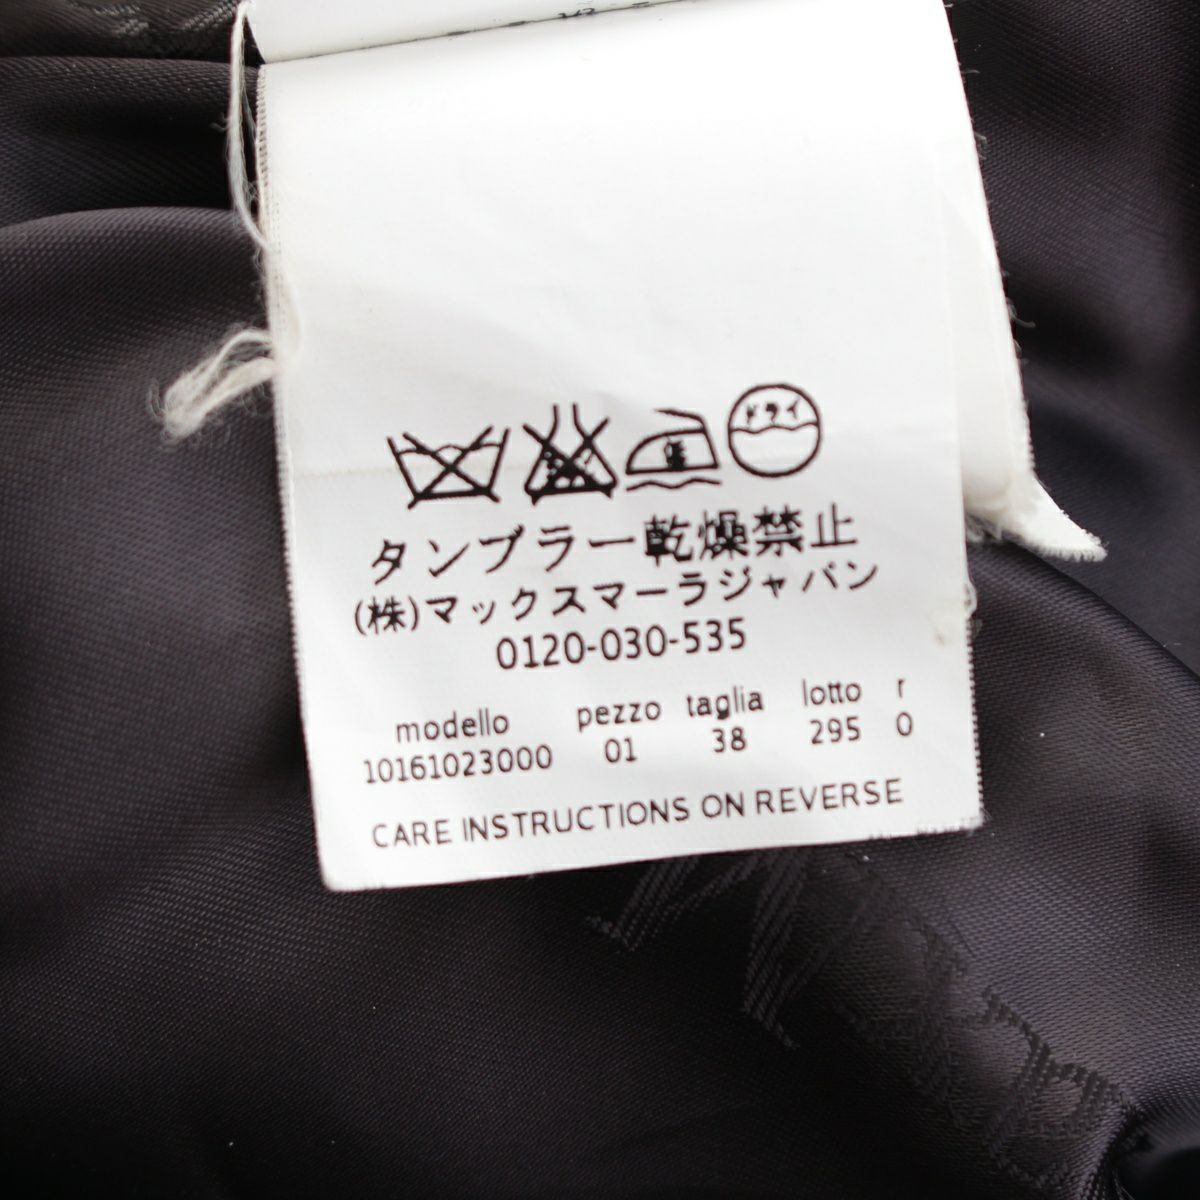 ドライ
タンブラー乾燥禁止
(株)マックスマーラジャパン
0120-030-535
modello pezzo taglia lotto r
10161023000 01 38 295 0
CARE INSTRUCTIONS ON REVERSE